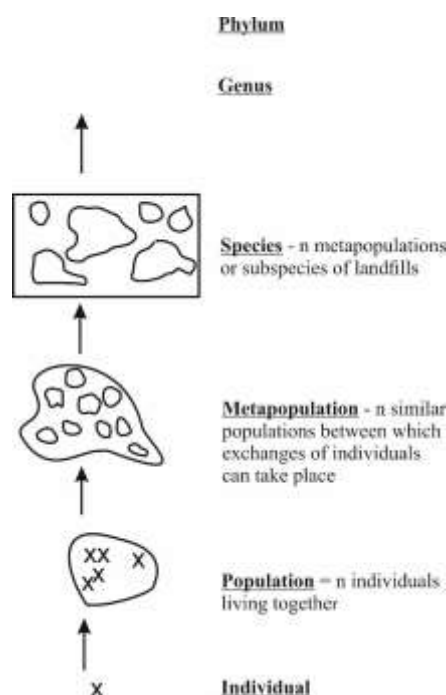 Phylum
Genus
Species - n metapopulations
or subspecies of landfills
Metapopulation - n similar
populations between which
exchanges of individuals
can take place
XX
X
X
X
Population = n individuals
living together
x
Individual